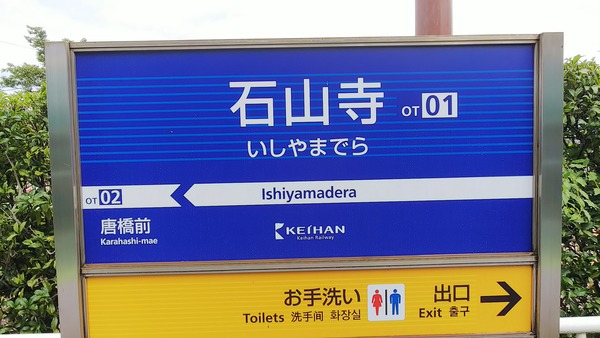 石山寺 OT 01
いしやまでら
Ishiyamadera
OT 02
唐橋前
Karahashi-mae
KEIHAN
Keihan Railway
お手洗い
Toilets 洗手间 화장실
出口
Exit 출구